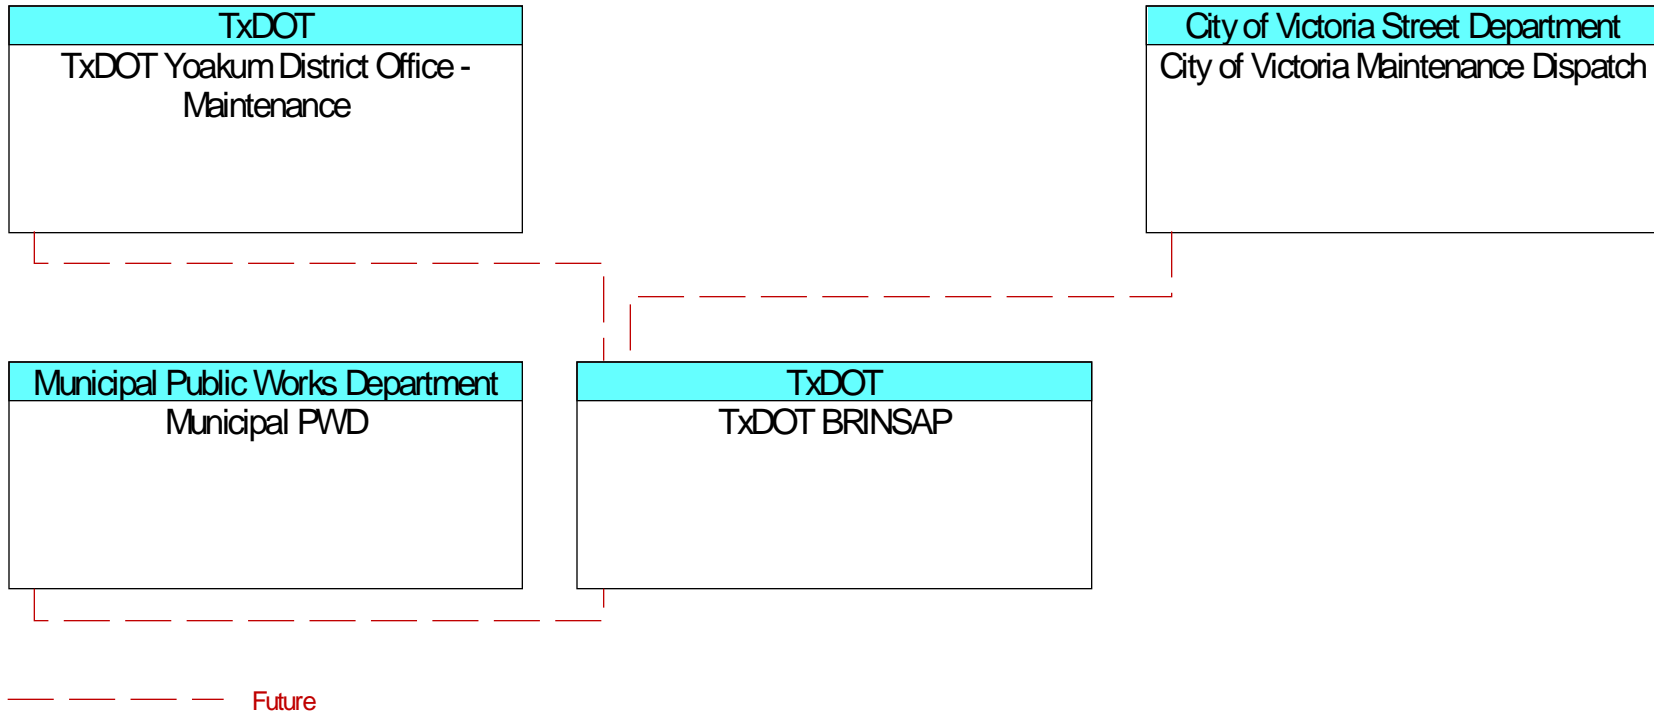 TxDOT
TxDOT Yoakum District Office -
Maintenance
City of Victoria Street Department
City of Victoria Maintenance Dispatch
Municipal Public Works Department
Municipal PWD
TxDOT
TxDOT BRINSAP
Future